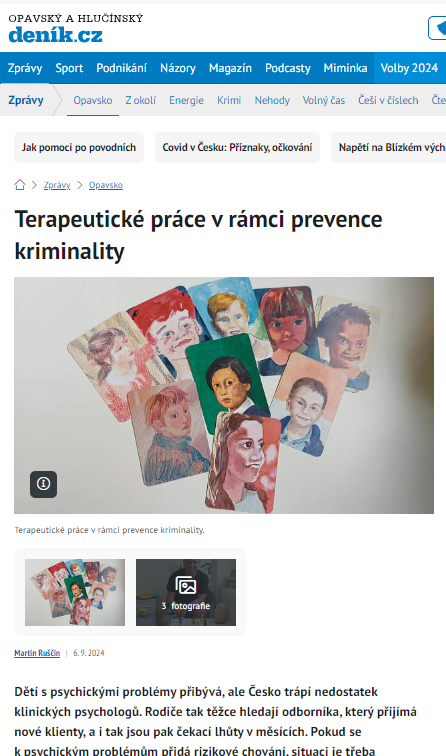 OPAVSKÝ A HLUČÍNSKÝ
deník.cz
Zprávy Sport Podnikání Názory Magazín Podcasty Miminka Volby 2024
Zprávy Opavsko Z okolí Energie Krimi Nehody Volný čas Češi v číslech Čte
Jak pomoci po povodních Covid v Česku: Příznaky, očkování Napětí na Blízkém vých
Zprávy Opavsko
Terapeutické práce v rámci prevence
kriminality
Terapeutické práce v rámci prevence kriminality.
3 fotografie
Martin Ruščin | 6. 9. 2024
Dětí s psychickými problémy přibývá, ale Česko trápí nedostatek
klinických psychologů. Rodiče tak těžce hledají odborníka, který přijímá
nové klienty, a i tak jsou pak čekací lhůty v měsících. Pokud se
k psychickým problémům přidá rizikové chování, situaci je třeba